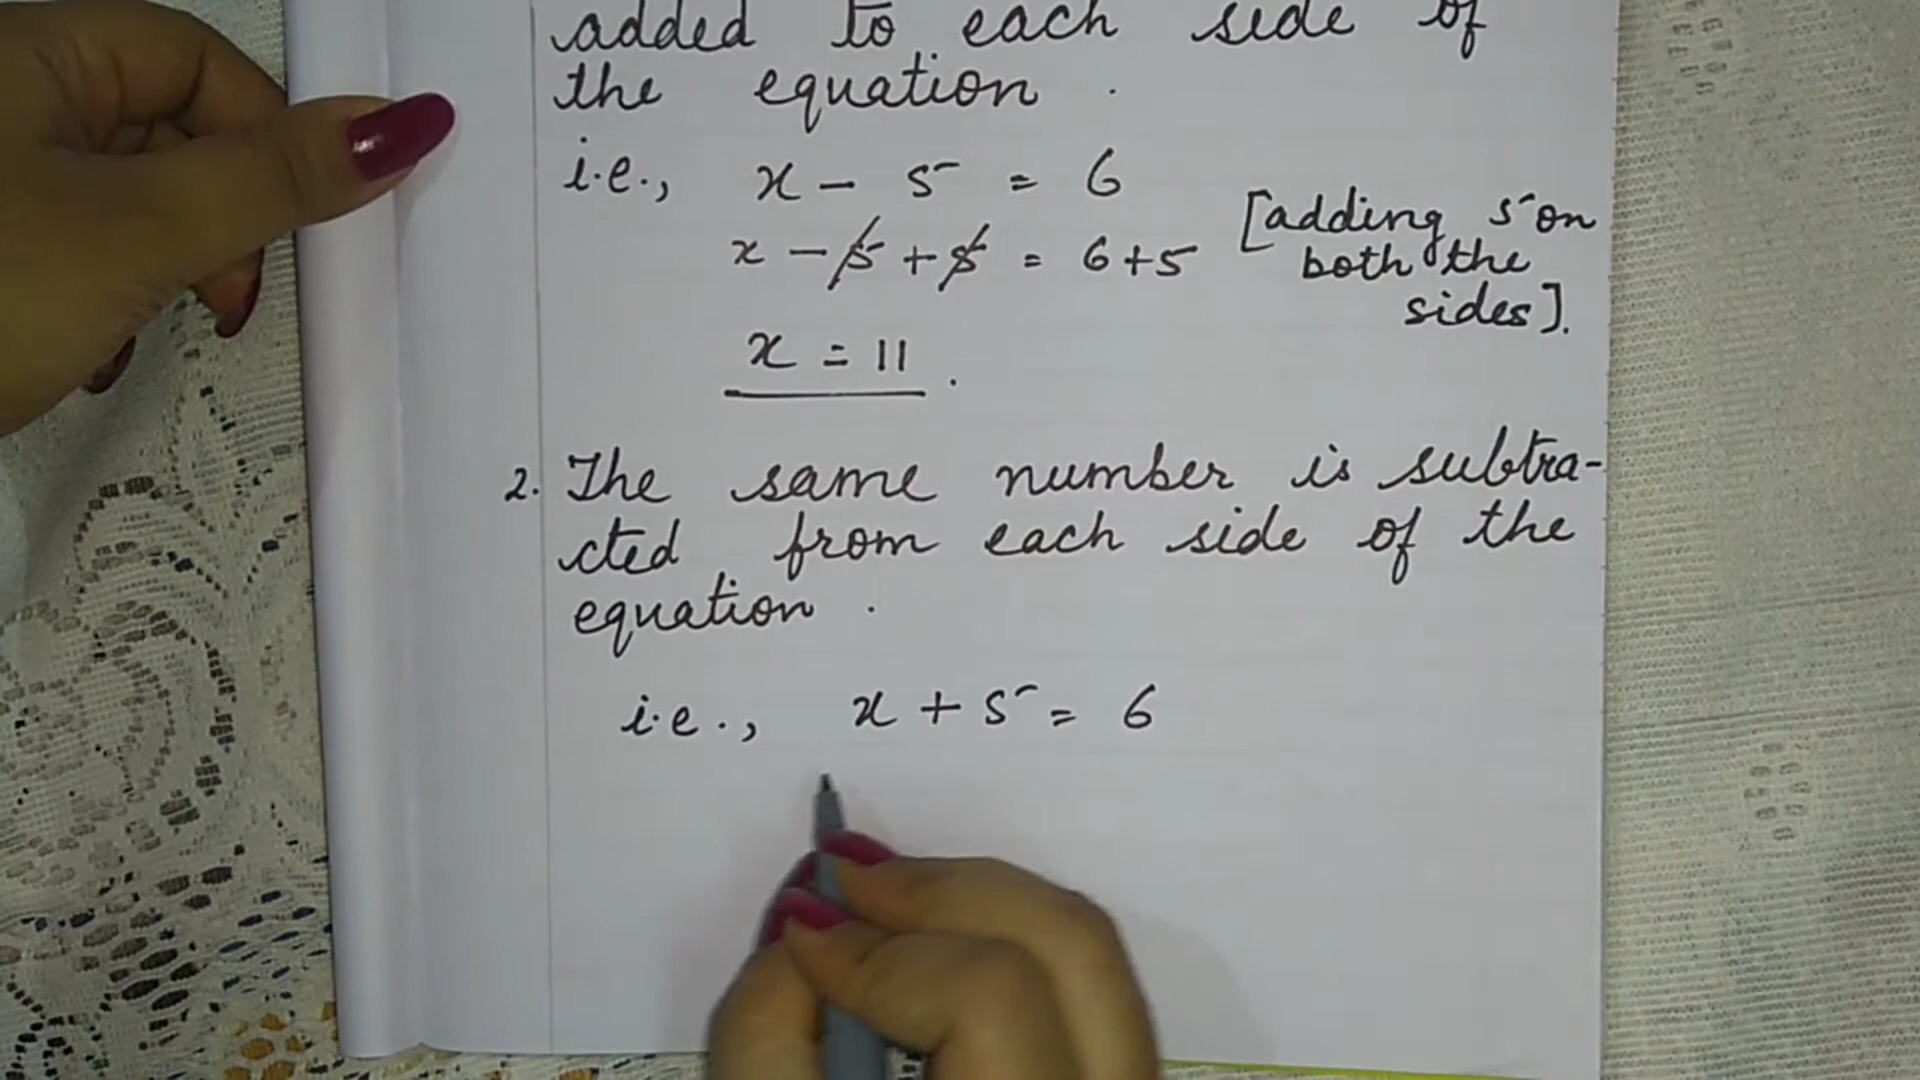 added to each side of
the equation .
i.e., x - 5 = 6
x - 5 + 5 = 6+5 [adding 5 on
both the
sides].
x = 11 .
2. The same number is subtra-
cted from each side of the
equation .
i.e., x + 5 = 6